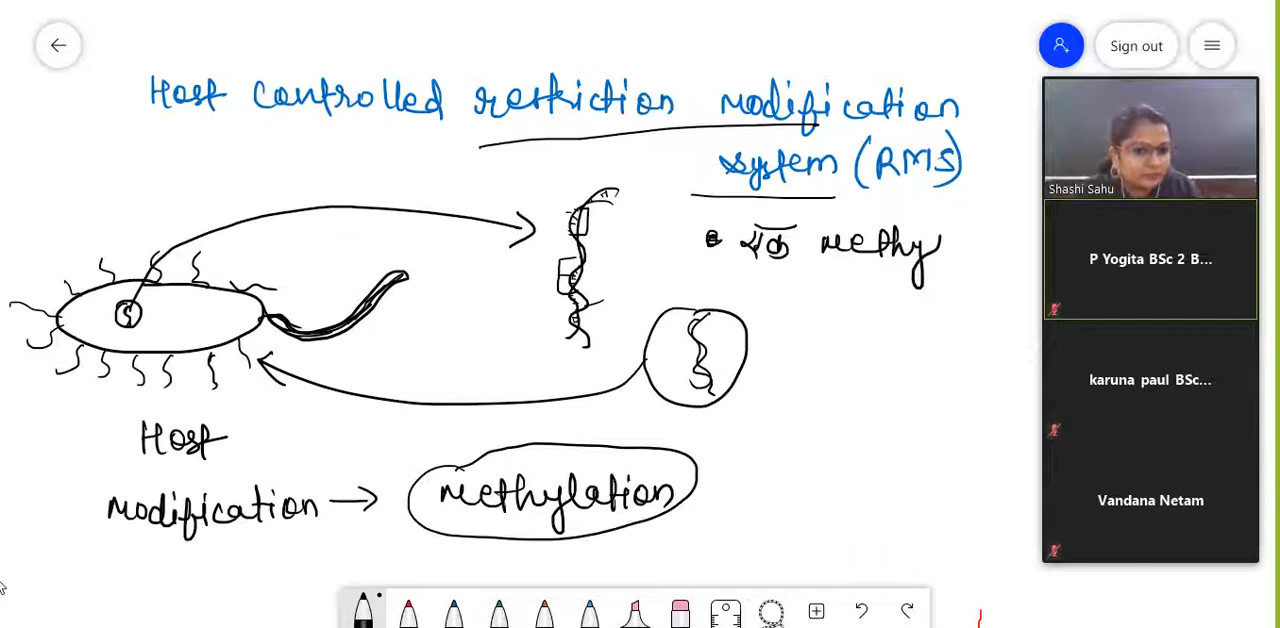 Sign out
Host controlled restriction modification
system (RMS)
Shashi Sahu
methy
P Yogita BSc 2 B...
Host
karuna paul BSc...
modification → methylation
Vandana Netam